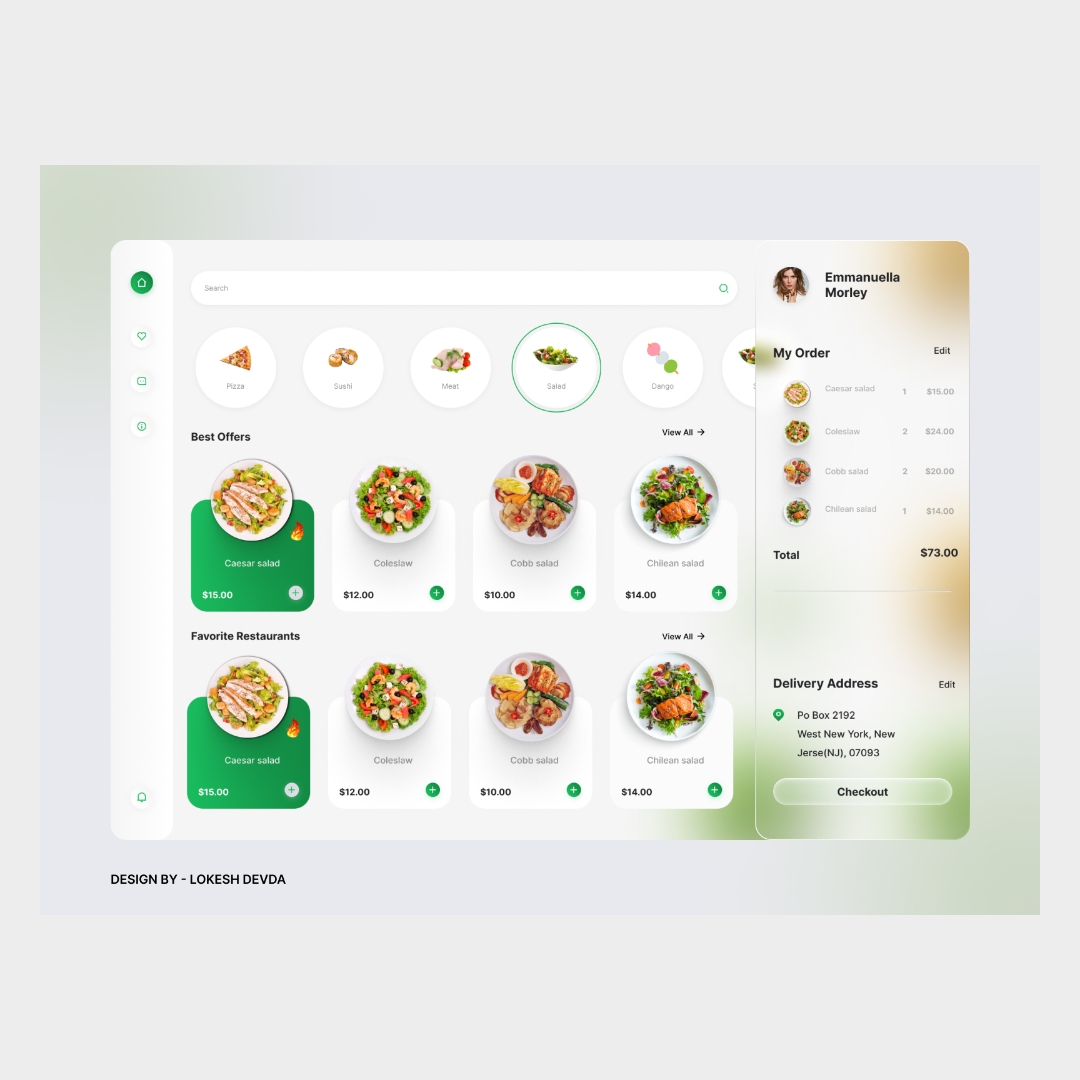 Search
Pizza
Sushi
Meat
Salad
Dango
Best Offers
View All
Caesar salad
$15.00
Coleslaw
$12.00
Cobb salad
$10.00
Chilean salad
$14.00
Favorite Restaurants
View All
Caesar salad
$15.00
Coleslaw
$12.00
Cobb salad
$10.00
Chilean salad
$14.00
Emmanuella
Morley
My Order
Edit
Caesar salad 1 $15.00
Coleslaw 2 $24.00
Cobb salad 2 $20.00
Chilean salad 1 $14.00
Total $73.00
Delivery Address
Edit
Po Box 2192
West New York, New
Jerse(NJ), 07093
Checkout
DESIGN BY - LOKESH DEVDA